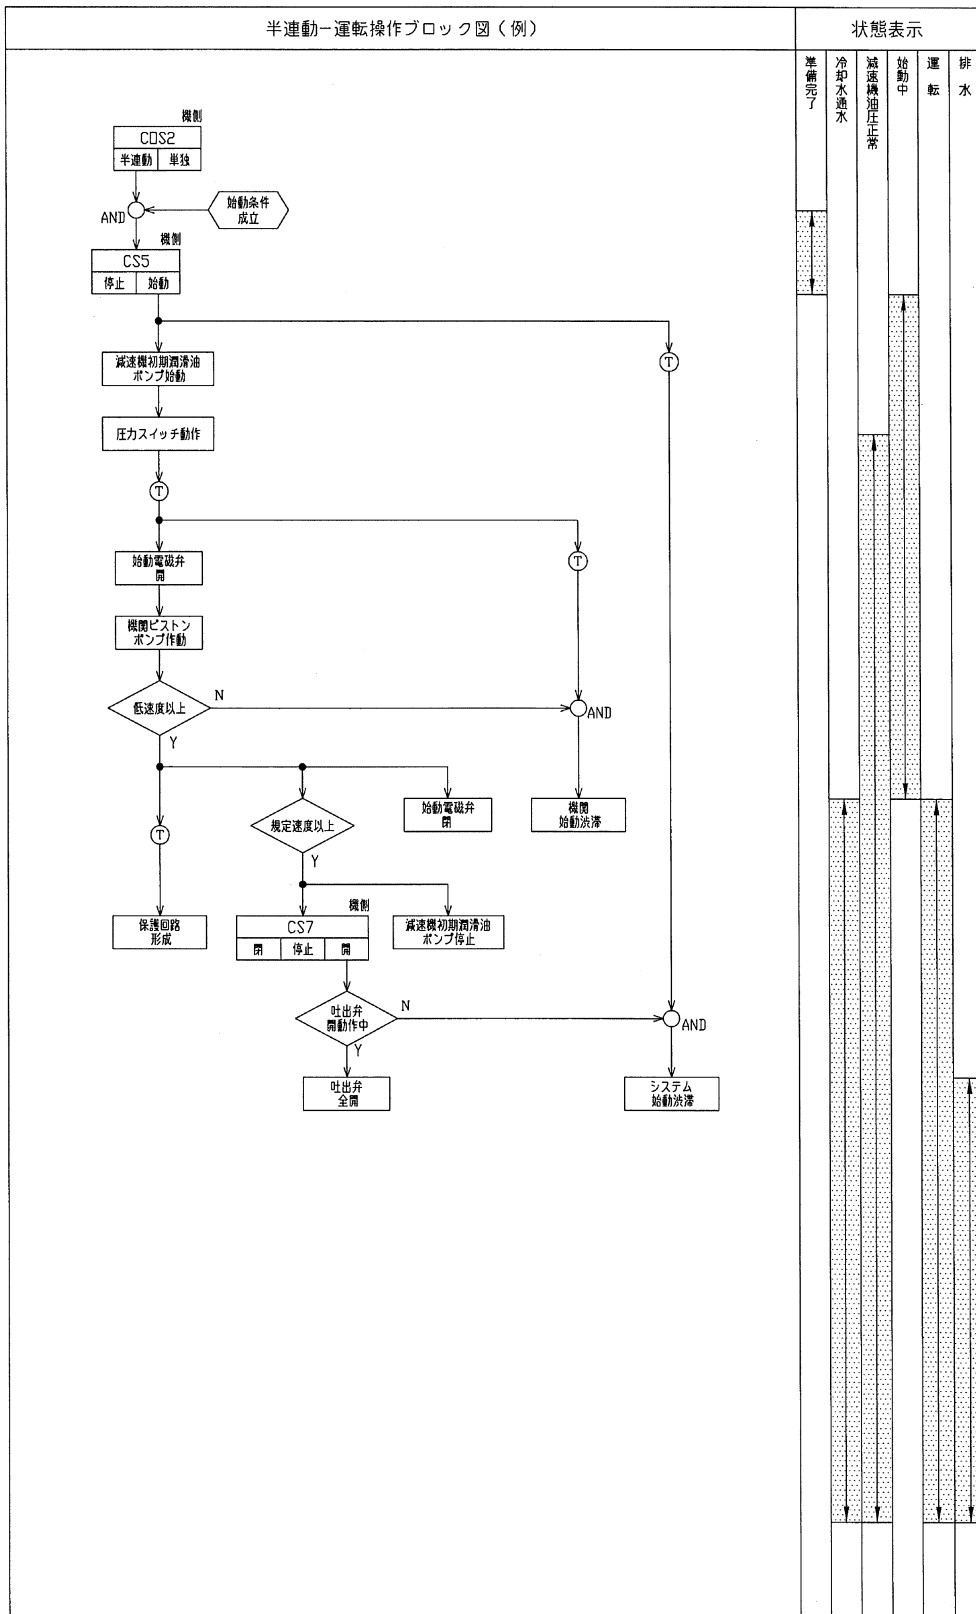 半連動ー運転操作ブロック図(例)
状態表示
準備完了
冷却水通水
減速機油圧正常
始動中
運転
排水
機側
COS2
半連動 単独
AND
始動条件
成立
機側
CS5
停止 始動
T
減速機初期潤滑油
ポンプ始動
圧力スイッチ動作
T
始動電磁弁
開
T
機関ピストン
ポンプ作動
低速度以上
N
AND
Y
始動電磁弁
閉
機関
始動渋滞
規定速度以上
T
Y
保護回路
形成
機側
CS7
閉 停止 開
減速機初期潤滑油
ポンプ停止
吐出弁
開動作中
N
AND
Y
吐出弁
全開
システム
始動渋滞